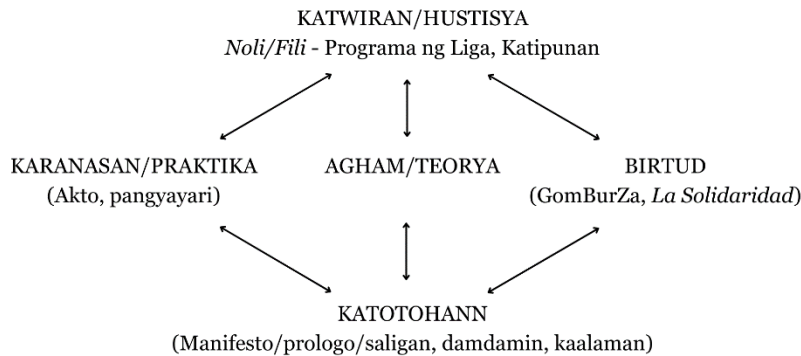 KATWIRAN/HUSTISYA
Noli/Fili - Programa ng Liga, Katipunan
KARANASAN/PRAKTIKA
(Akto, pangyayari)
AGHAM/TEORYA
BIRTUD
(GomBurZa, La Solidaridad)
KATOTOHANN
(Manifesto/prologo/saligan, damdamin, kaalaman)